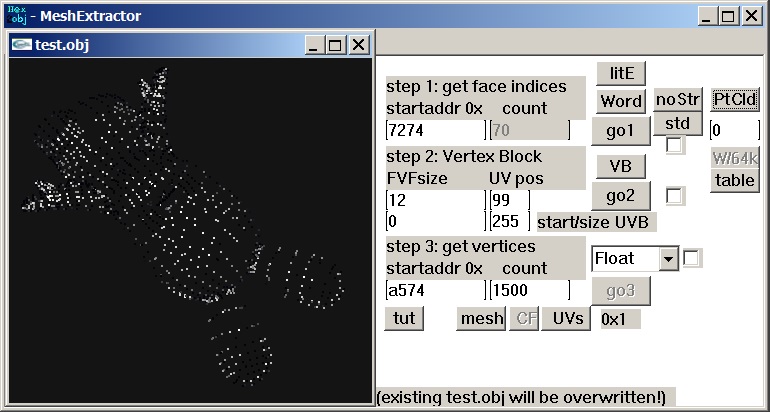 Hex
obj - MeshExtractor
test.obj
litE
step 1: get face indices
Word
noStr
PtCld
startaddr 0x count
std
7274 70 go1 0
step 2: Vertex Block
VB
W/64k
FVFsize UV pos
table
12 99 go2
0 255 start/size UVB
step 3: get vertices
startaddr 0x count
Float
a574 1500 go3
tut mesh CF UVs 0x1
(existing test.obj will be overwritten!)